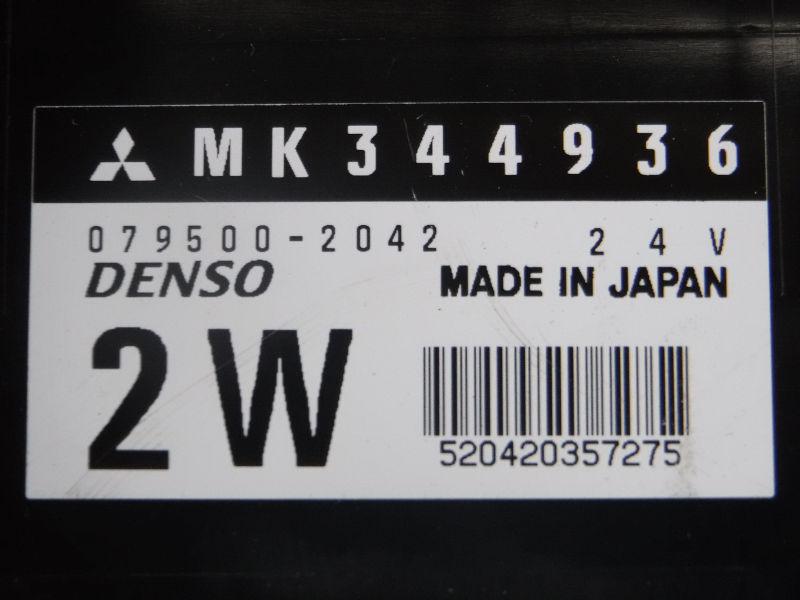 MK344936
079500-2042 24V
DENSO MADE IN JAPAN
2W
520420357275